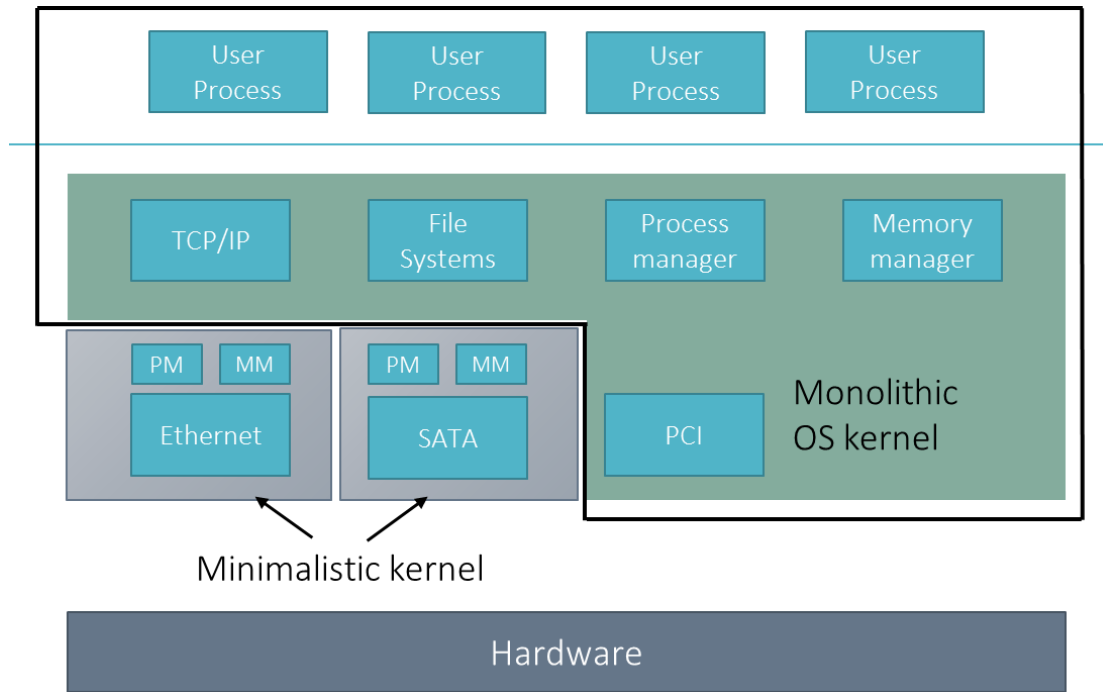 User
Process
User
Process
User
Process
User
Process
TCP/IP
File
Systems
Process
manager
Memory
manager
PM
MM
PM
MM
Ethernet
SATA
PCI
Monolithic
OS kernel
Minimalistic kernel
Hardware